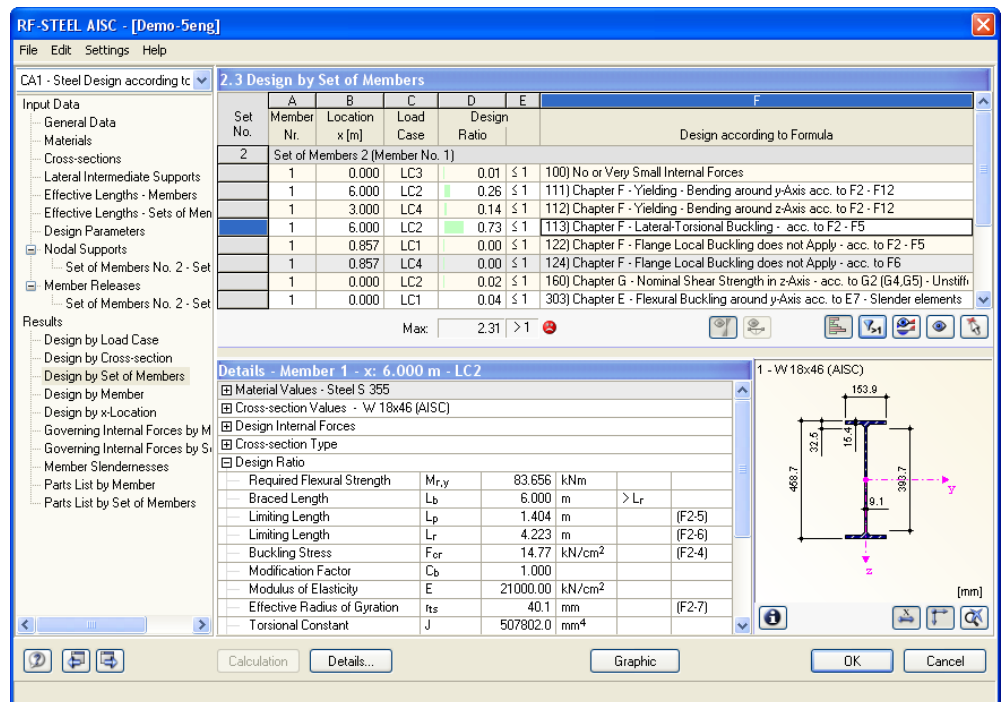 RF-STEEL AISC - [Demo-5eng]
File Edit Settings Help
CA1 - Steel Design according tc
Input Data
General Data
Materials
Cross-sections
Lateral Intermediate Supports
Effective Lengths - Members
Effective Lengths - Sets of Men
Design Parameters
Nodal Supports
Set of Members No. 2 - Set
Member Releases
Set of Members No. 2 - Set
Results
Design by Load Case
Design by Cross-section
Design by Set of Members
Design by Member
Design by x-Location
Governing Internal Forces by M
Governing Internal Forces by S
Member Slendernesses
Parts List by Member
Parts List by Set of Members
2.3 Design by Set of Members
A B C D E F
Set Member Location Load Design
No. Nr. x [m] Case Ratio Design according to Formula
2 Set of Members 2 (Member No. 1)
1 0.000 LC3 0.01 ≤ 1 100) No or Very Small Internal Forces
1 6.000 LC2 0.26 ≤ 1 111) Chapter F - Yielding - Bending around y-Axis acc. to F2 - F12
1 3.000 LC4 0.14 ≤ 1 112) Chapter F - Yielding - Bending around z-Axis acc. to F2 - F12
1 6.000 LC2 0.73 ≤ 1 113) Chapter F - Lateral-Torsional Buckling - acc. to F2 - F5
1 0.857 LC1 0.00 ≤ 1 122) Chapter F - Flange Local Buckling does not Apply - acc. to F2 - F5
1 0.857 LC4 0.00 ≤ 1 124) Chapter F - Flange Local Buckling does not Apply - acc. to F6
1 0.000 LC2 0.02 ≤ 1 160) Chapter G - Nominal Shear Strength in z-Axis - acc. to G2 (G4,G5) - Unstiff
1 0.000 LC1 0.04 ≤ 1 303) Chapter E - Flexural Buckling around y-Axis acc. to E7 - Slender elements
Max: 2.31 > 1
Details - Member 1 - x: 6.000 m - LC2
Material Values - Steel S 355
Cross-section Values - W 18x46 (AISC)
Design Internal Forces
Cross-section Type
Design Ratio
Required Flexural Strength Mr,y 83.656 kNm
Braced Length Lb 6.000 m > Lr
Limiting Length Lp 1.404 m (F2-5)
Limiting Length Lr 4.223 m (F2-6)
Buckling Stress Fcr 14.77 kN/cm² (F2-4)
Modification Factor Cb 1.000
Modulus of Elasticity E 21000.00 kN/cm²
Effective Radius of Gyration rts 40.1 mm (F2-7)
Torsional Constant J 507802.0 mm⁴
1 - W 18x46 (AISC)
153.9
32.5
15.4
458.7
393.7
9.1
y
z
[mm]
Calculation Details... Graphic OK Cancel